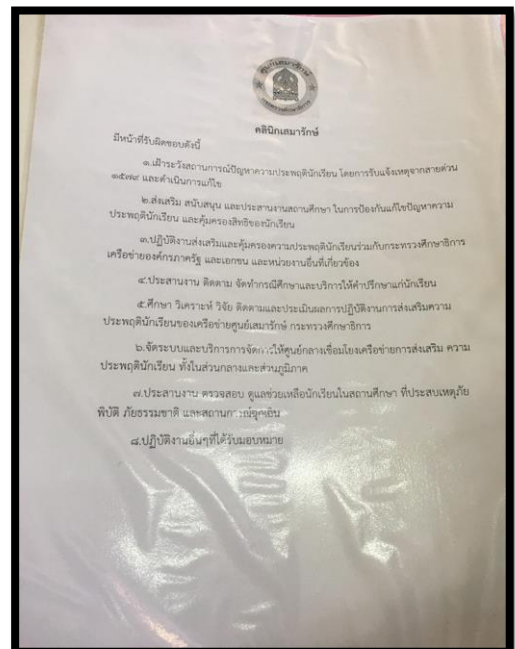 ศูนย์เสมารักษ์
กระทรวงศึกษาธิการ
คลินิกเสมารักษ์
มีหน้าที่รับผิดชอบดังนี้
๑.เฝ้าระวังสถานการณ์ปัญหาความประพฤตินักเรียน โดยการรับแจ้งเหตุจากสายด่วน
๑๕๗๙ และดำเนินการแก้ไข
๒.ส่งเสริม สนับสนุน และประสานงานสถานศึกษา ในการป้องกันแก้ไขปัญหาความ
ประพฤตินักเรียน และคุ้มครองสิทธิของนักเรียน
๓.ปฏิบัติงานส่งเสริมและคุ้มครองความประพฤตินักเรียนร่วมกับกระทรวงศึกษาธิการ
เครือข่ายองค์กรภาครัฐ และเอกชน และหน่วยงานอื่นที่เกี่ยวข้อง
๔.ประสานงาน ติดตาม จัดทำกรณีศึกษาและบริการให้คำปรึกษาแก่นักเรียน
๕.ศึกษา วิเคราะห์ วิจัย ติดตามและประเมินผลการปฏิบัติงานการส่งเสริมความ
ประพฤตินักเรียนของเครือข่ายศูนย์เสมารักษ์ กระทรวงศึกษาธิการ
๖.จัดระบบและบริการการจัดการให้ศูนย์กลางเชื่อมโยงเครือข่ายการส่งเสริม ความ
ประพฤตินักเรียน ทั้งในส่วนกลางและส่วนภูมิภาค
๗.ประสานงาน ตรวจสอบ ดูแลช่วยเหลือนักเรียนในสถานศึกษา ที่ประสบเหตุภัย
พิบัติ ภัยธรรมชาติ และสถานการณ์ฉุกเฉิน
๘.ปฏิบัติงานอื่นๆที่ได้รับมอบหมาย